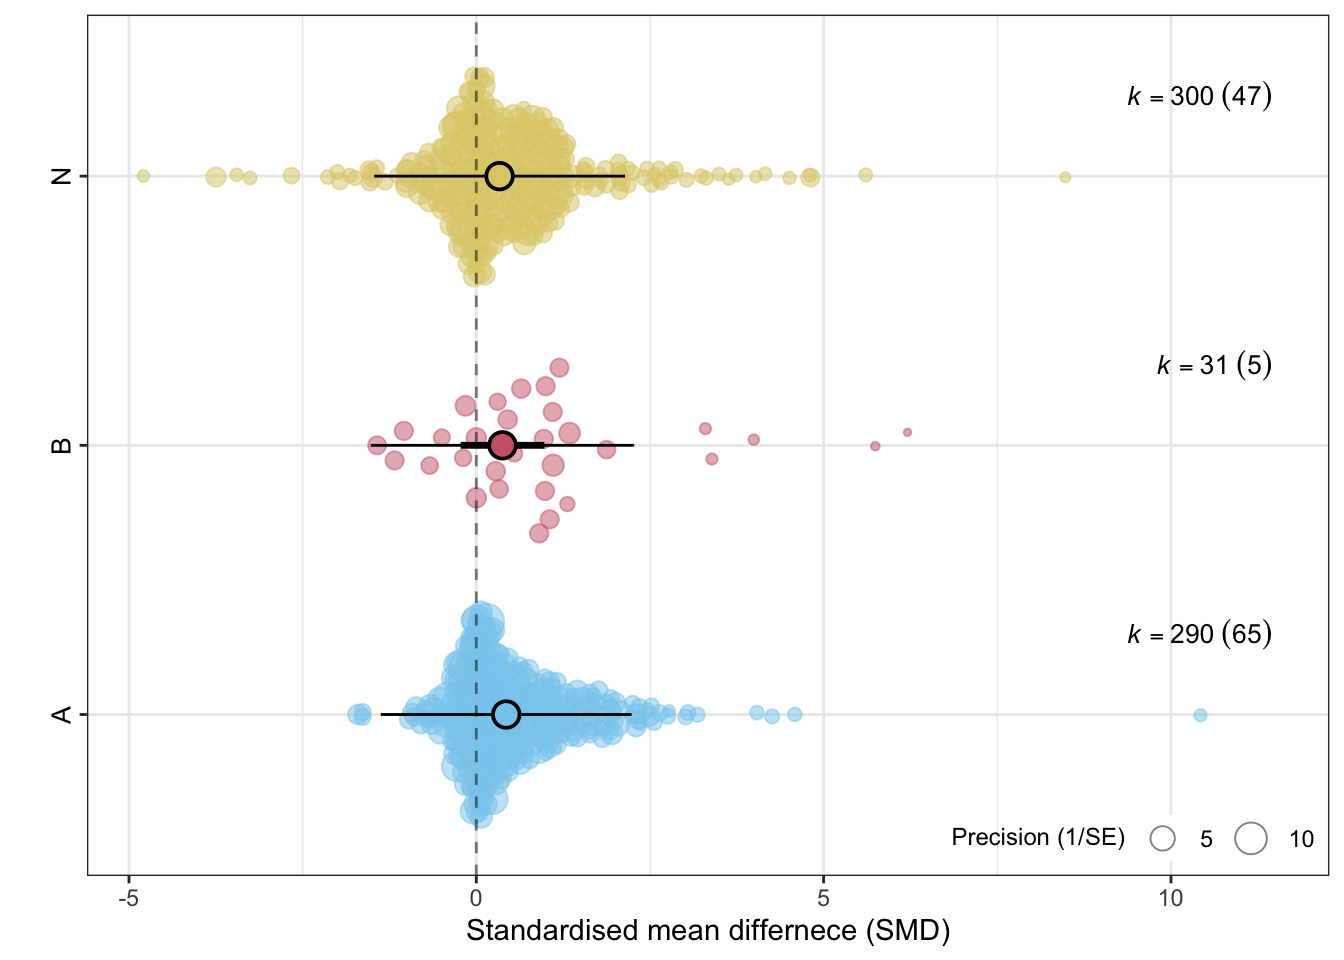 N
k = 300 (47)
B
k = 31 (5)
A
k = 290 (65)
Precision (1/SE) 5 10
-5 0 5 10
Standardised mean differnece (SMD)